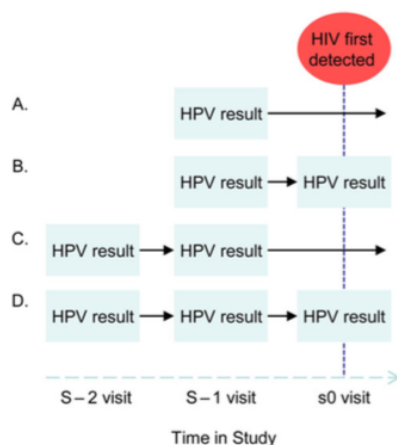 HIV first
detected
A.
HPV result
B.
HPV result HPV result
C.
HPV result HPV result
D.
HPV result HPV result HPV result
S – 2 visit S – 1 visit s0 visit
Time in Study